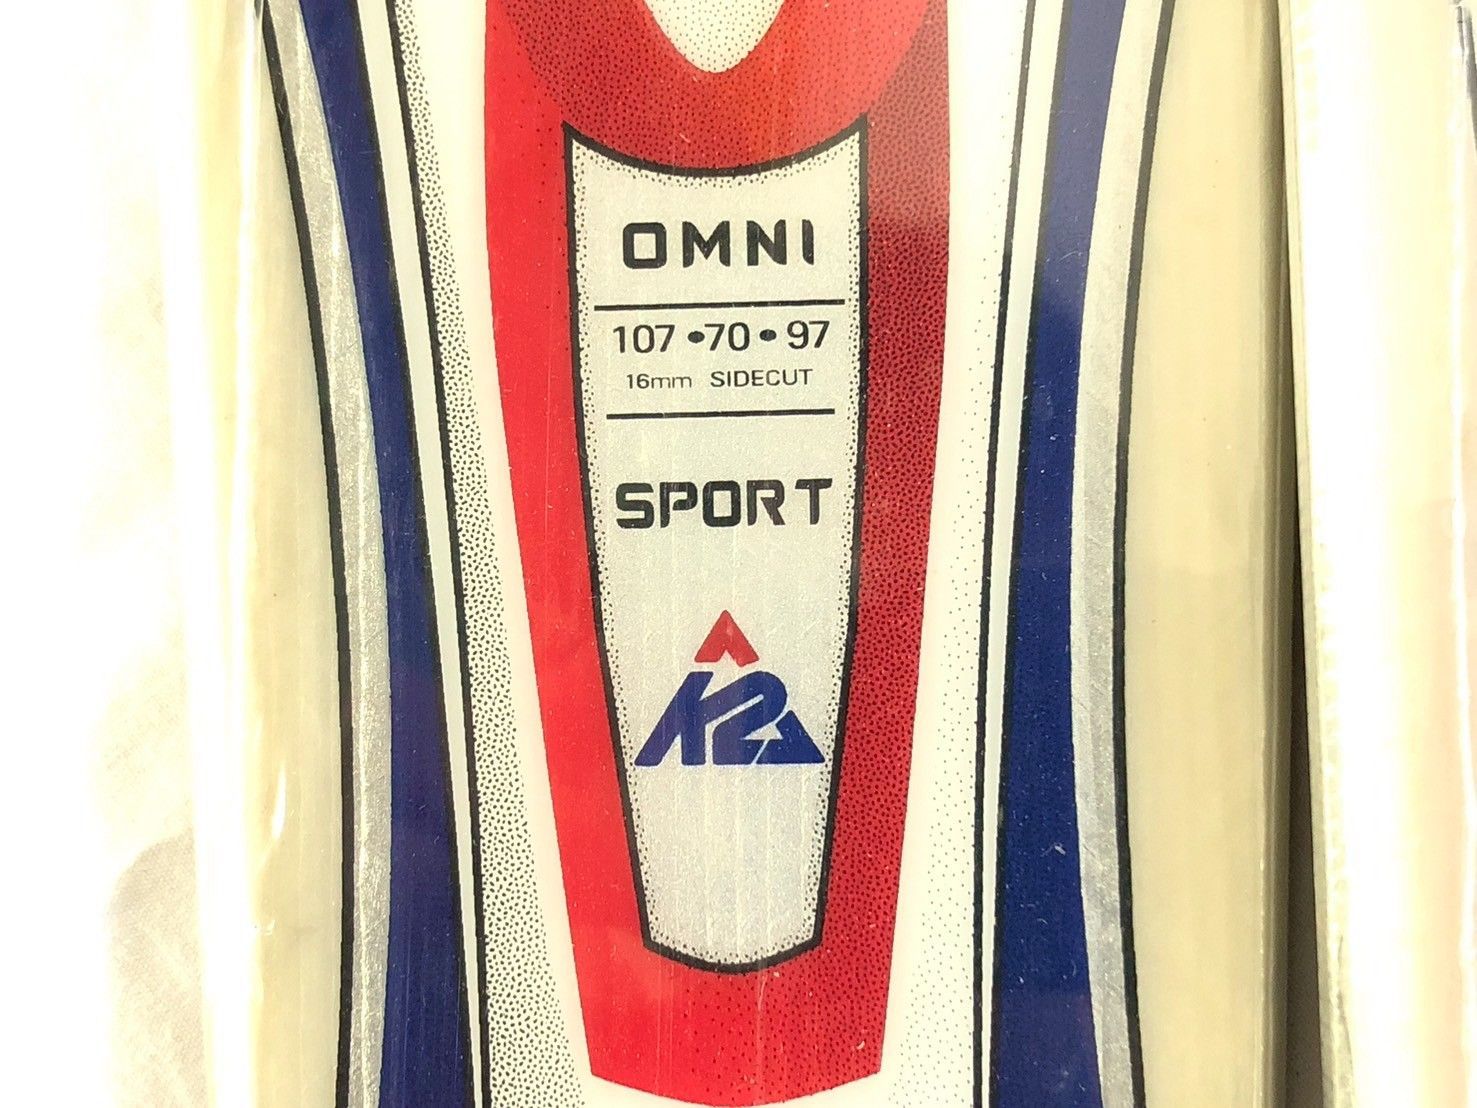 OMNI
107•70•97
16mm SIDECUT
SPORT
K2